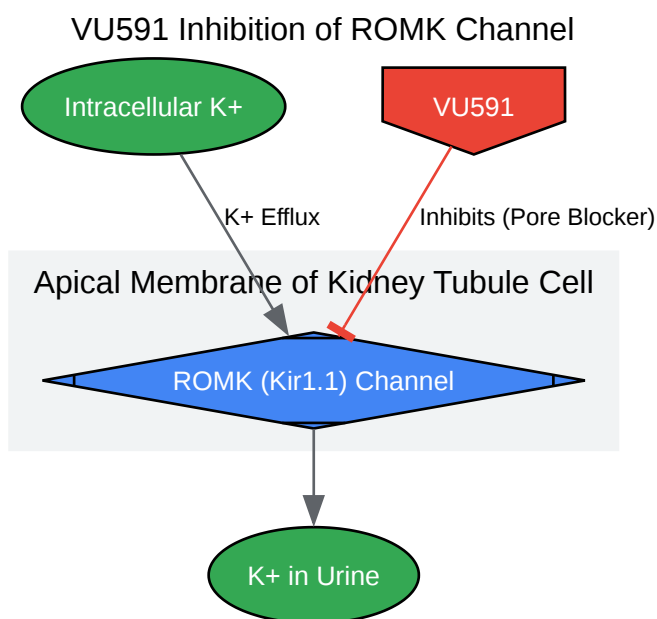 VU591 Inhibition of ROMK Channel
Intracellular K+
VU591
K+ Efflux
Inhibits (Pore Blocker)
Apical Membrane of Kidney Tubule Cell
ROMK (Kir1.1) Channel
K+ in Urine